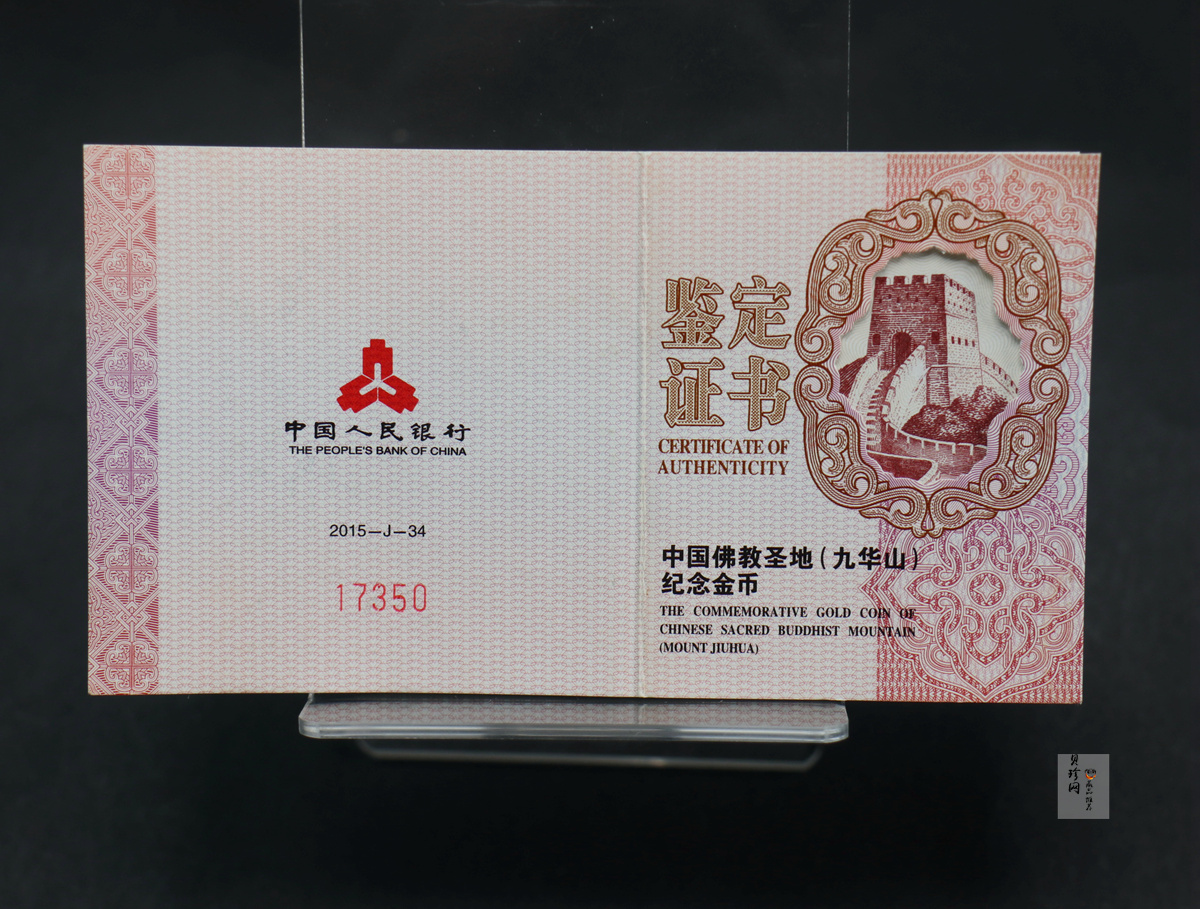 中国人民银行
THE PEOPLE'S BANK OF CHINA
2015—J—34
17350
鉴定
证书
CERTIFICATE OF
AUTHENTICITY
中国佛教圣地(九华山)
纪念金币
THE COMMEMORATIVE GOLD COIN OF
CHINESE SACRED BUDDHIST MOUNTAIN
(MOUNT JIUHUA)